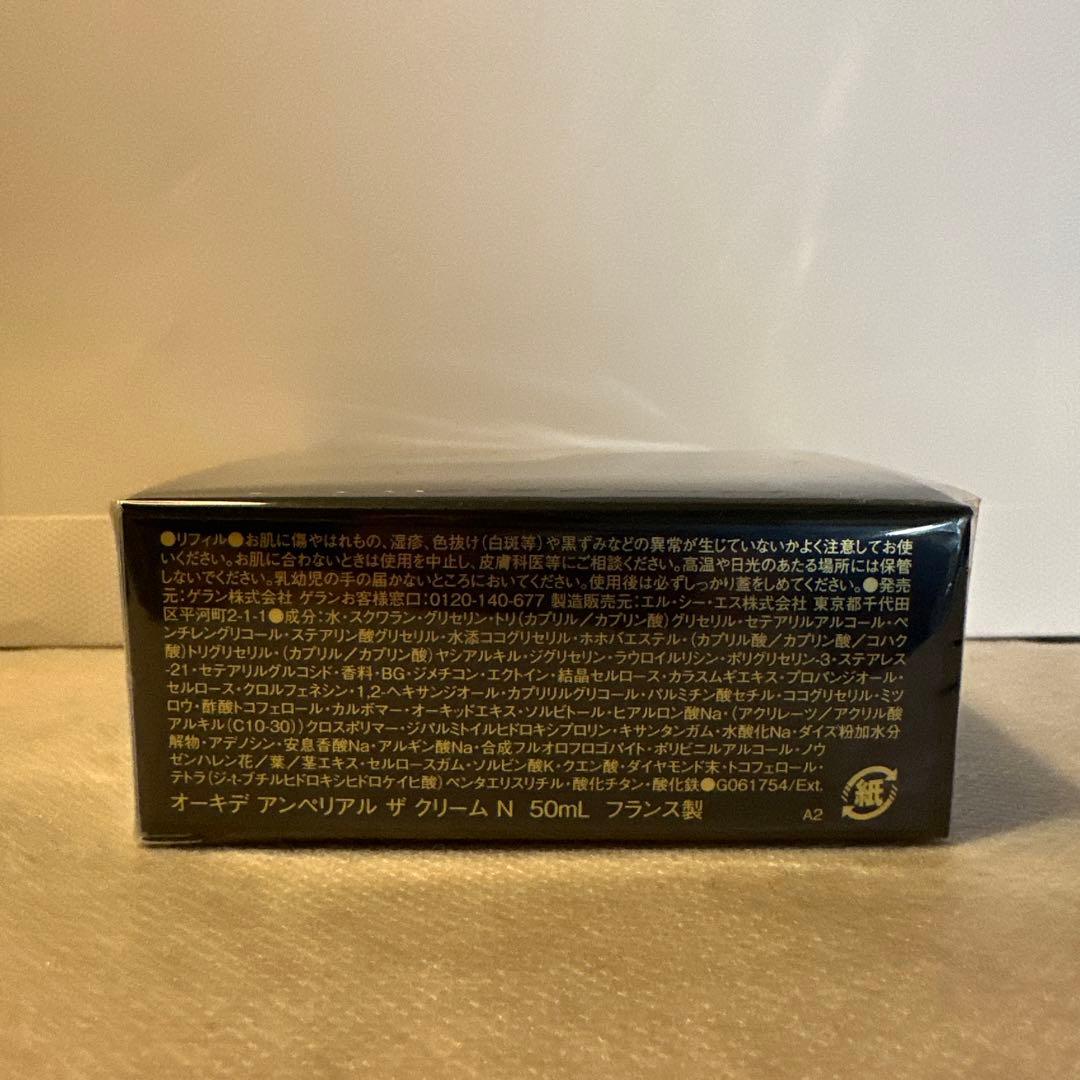 ●リフィル●お肌に傷やはれもの、湿疹、色抜け(白斑等)や黒ずみなどの異常が生じていないかよく注意してお使
いください。お肌に合わないときは使用を中止し、皮膚科医等にご相談ください。高温や日光のあたる場所には保管
しないでください。乳幼児の手の届かないところにおいてください。使用後は必ずしっかり蓋をしめてください。●発売
元:ゲラン株式会社 ゲランお客様窓口:0120-140-677 製造販売元:エル・シー・エス株式会社 東京都千代田
区平河町2-1-1●成分:水・スクワラン・グリセリン・トリ(カプリル/カプリン酸)グリセリル・セテアリルアルコール・ペ
ンチレングリコール・ステアリン酸グリセリル・水添ココグリセリル・ホホバエステル・(カプリル酸/カプリン酸/コハク
酸)トリグリセリル・(カプリル/カプリン酸)ヤシアルキル・ジグリセリン・ラウロイルリシン・ポリグリセリン-3・ステアレス
-21・セテアリルグルコシド・香料・BG・ジメチコン・エクトイン・結晶セルロース・カラスムギエキス・プロパンジオール・
セルロース・クロルフェネシン・1,2-ヘキサンジオール・カプリリルグリコール・パルミチン酸セチル・ココグリセリル・ミツ
ロウ・酢酸トコフェロール・カルボマー・オーキッドエキス・ソルビトール・ヒアルロン酸Na・(アクリレーツ/アクリル酸
アルキル(C10-30))クロスポリマー・ジパルミトイルヒドロキシプロリン・キサンタンガム・水酸化Na・ダイズ粉加水分
解物・アデノシン・安息香酸Na・アルギン酸Na・合成フルオロフロゴパイト・ポリビニルアルコール・ノウ
ゼンハレン花/葉/茎エキス・セルロースガム・ソルビン酸K・クエン酸・ダイヤモンド末・トコフェロール・
テトラ(ジ-t-ブチルヒドロキシヒドロケイヒ酸)ペンタエリスリチル・酸化チタン・酸化鉄●G061754/Ext.
オーキデ アンペリアル ザ クリーム N 50mL フランス製
A2
紙